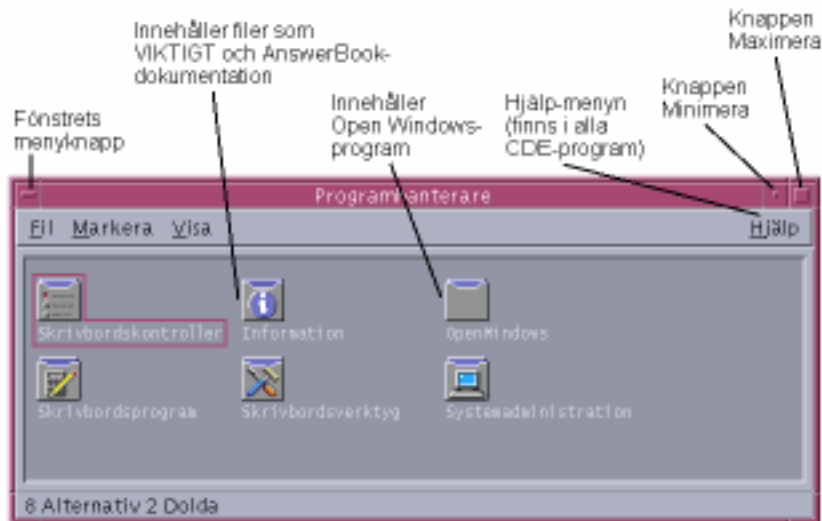 Innehåller filer som
VIKTIGT och AnswerBook-
dokumentation
Knappen
Maximera
Fönstrets
menyknapp
Innehåller
Open Windows-
program
Hjälp-menyn
(finns i alla
CDE-program)
Knappen
Minimera
Programhanterare
Fil Markera Visa Hjälp
Skrivbordskontroller Information OpenWindows
Skrivbordsprogram Skrivbordsverktyg Systemadministration
8 Alternativ 2 Dolda